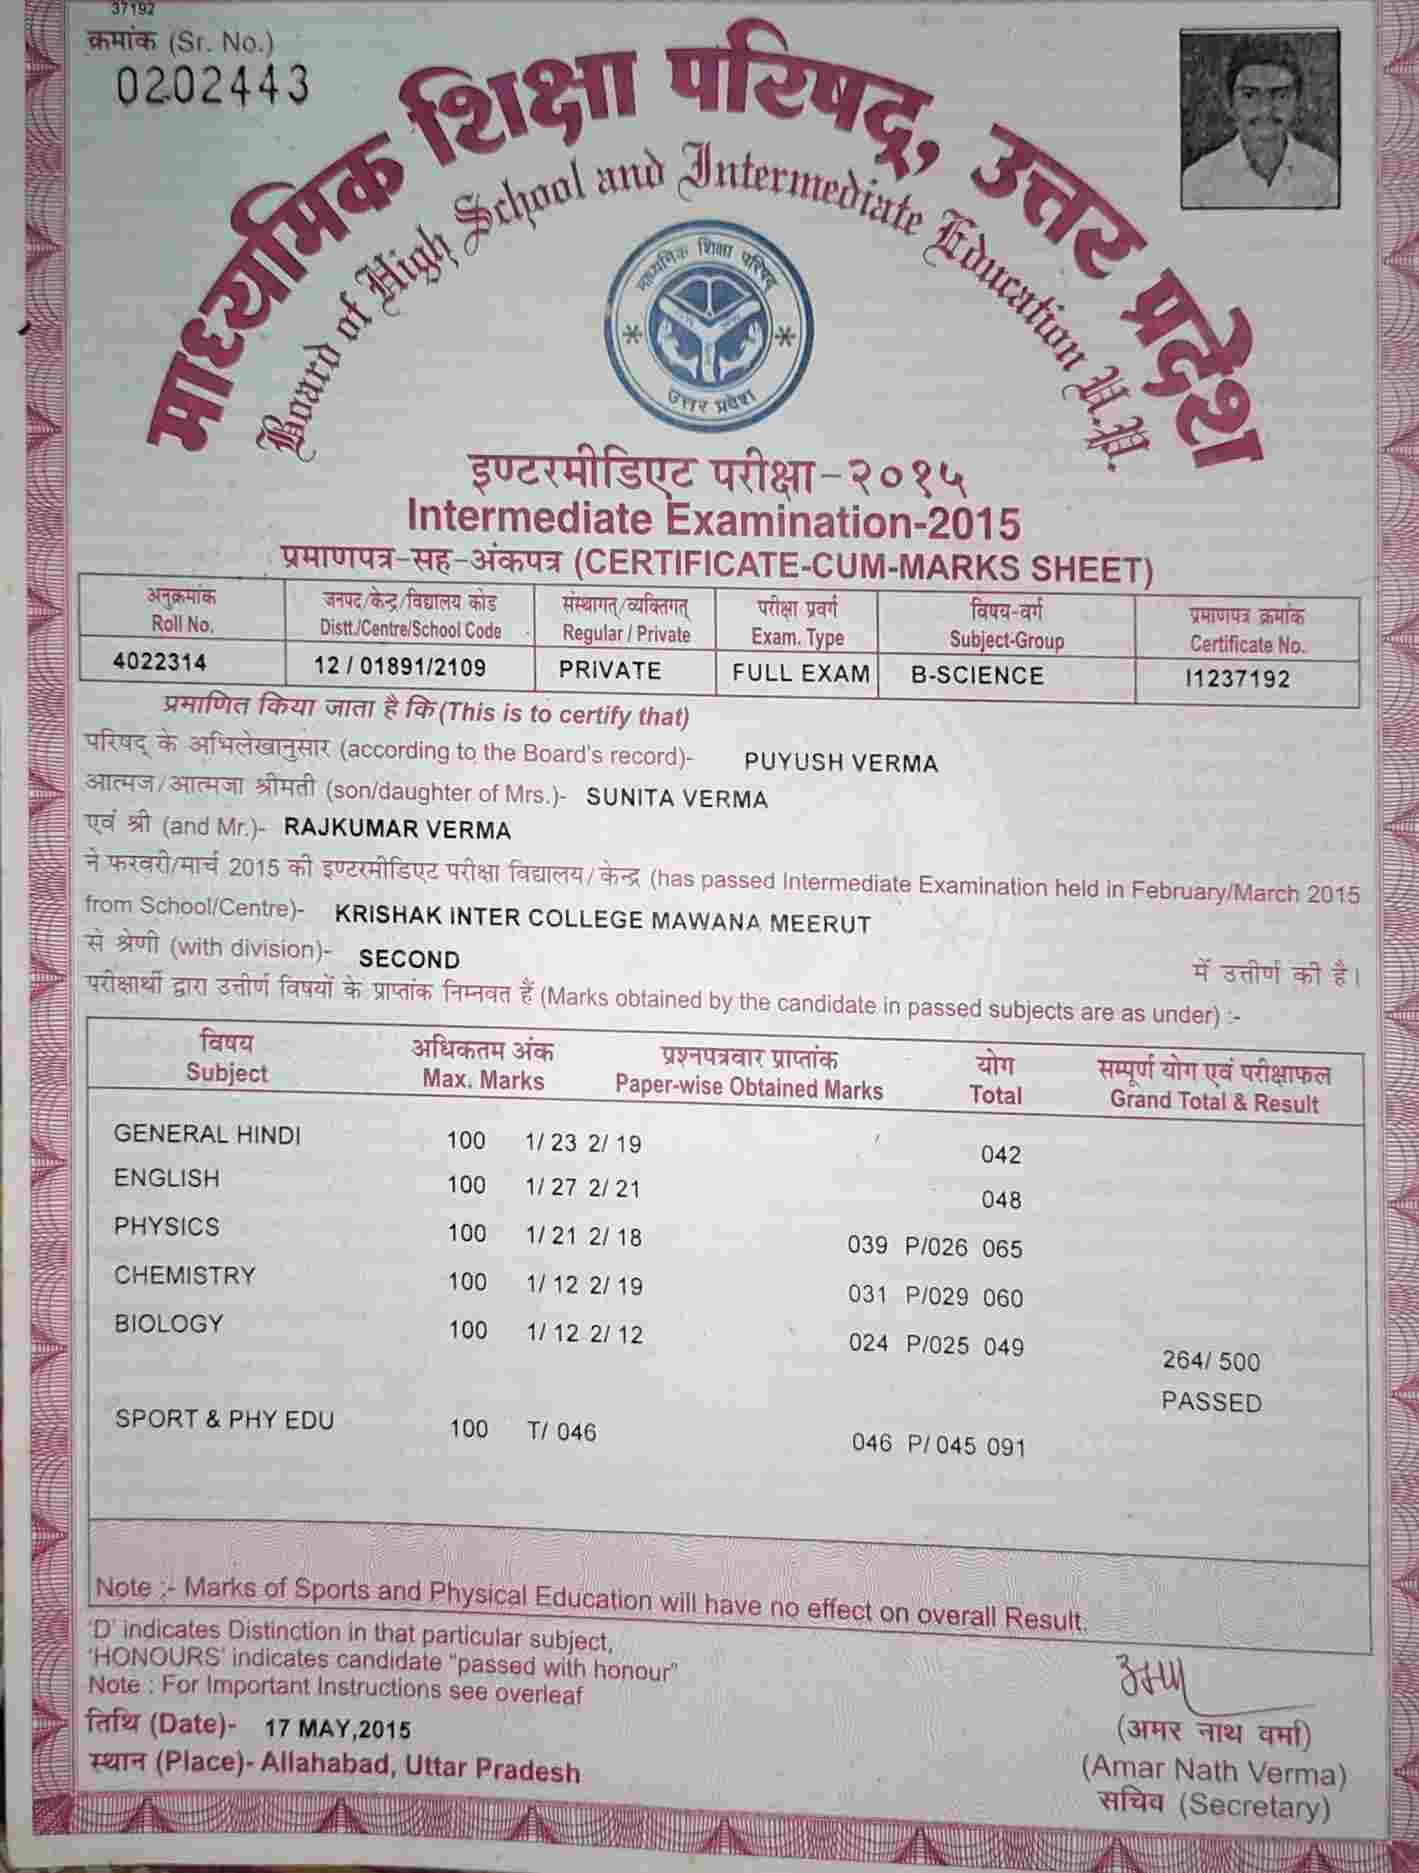 37192
क्रमांक (Sr. No.)
0202443
माध्यमिक शिक्षा परिषद्, उत्तर प्रदेश
Board of High School and Intermediate Education U.P.
माध्यमिक शिक्षा परिषद्
उत्तर प्रदेश
इण्टरमीडिएट परीक्षा-२०१५
Intermediate Examination-2015
प्रमाणपत्र-सह-अंकपत्र (CERTIFICATE-CUM-MARKS SHEET)
अनुक्रमांक जनपद/केन्द्र/विद्यालय कोड संस्थागत्/व्यक्तिगत् परीक्षा प्रवर्ग विषय-वर्ग प्रमाणपत्र क्रमांक
Roll No. Distt./Centre/School Code Regular / Private Exam. Type Subject-Group Certificate No.
4022314 12 / 01891/2109 PRIVATE FULL EXAM B-SCIENCE I1237192
प्रमाणित किया जाता है कि (This is to certify that)
परिषद् के अभिलेखानुसार (according to the Board's record)- PUYUSH VERMA
आत्मज/आत्मजा श्रीमती (son/daughter of Mrs.)- SUNITA VERMA
एवं श्री (and Mr.)- RAJKUMAR VERMA
ने फरवरी/मार्च 2015 की इण्टरमीडिएट परीक्षा विद्यालय/केन्द्र (has passed Intermediate Examination held in February/March 2015
from School/Centre)- KRISHAK INTER COLLEGE MAWANA MEERUT
से श्रेणी (with division)- SECOND में उत्तीर्ण की है।
परीक्षार्थी द्वारा उत्तीर्ण विषयों के प्राप्तांक निम्नवत हैं (Marks obtained by the candidate in passed subjects are as under) :-
विषय अधिकतम अंक प्रश्नपत्रवार प्राप्तांक योग सम्पूर्ण योग एवं परीक्षाफल
Subject Max. Marks Paper-wise Obtained Marks Total Grand Total & Result
GENERAL HINDI 100 1/ 23 2/ 19 042
ENGLISH 100 1/ 27 2/ 21 048
PHYSICS 100 1/ 21 2/ 18 039 P/026 065
CHEMISTRY 100 1/ 12 2/ 19 031 P/029 060
BIOLOGY 100 1/ 12 2/ 12 024 P/025 049
264/ 500
PASSED
SPORT & PHY EDU 100 T/ 046 046 P/ 045 091
Note :- Marks of Sports and Physical Education will have no effect on overall Result.
'D' indicates Distinction in that particular subject,
'HONOURS' indicates candidate "passed with honour"
Note : For Important Instructions see overleaf
तिथि (Date)- 17 MAY,2015
स्थान (Place)- Allahabad, Uttar Pradesh
अमर
(अमर नाथ वर्मा)
(Amar Nath Verma)
सचिव (Secretary)